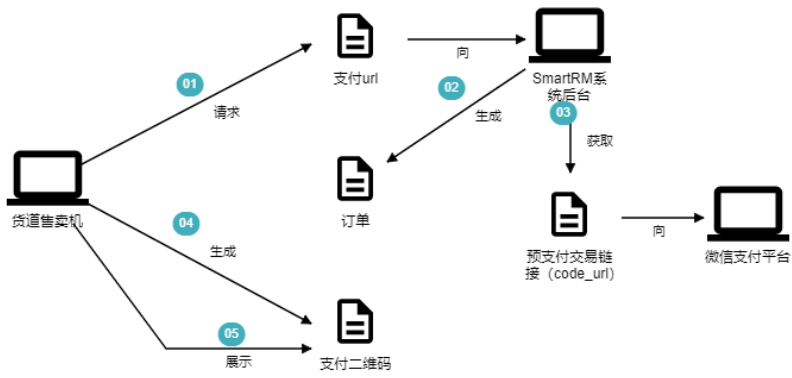 支付url
向
SmartRM系
统后台
01
请求
02
生成
03
获取
货道售卖机
订单
04
生成
预支付交易链
接（code_url）
向
微信支付平台
05
展示
支付二维码